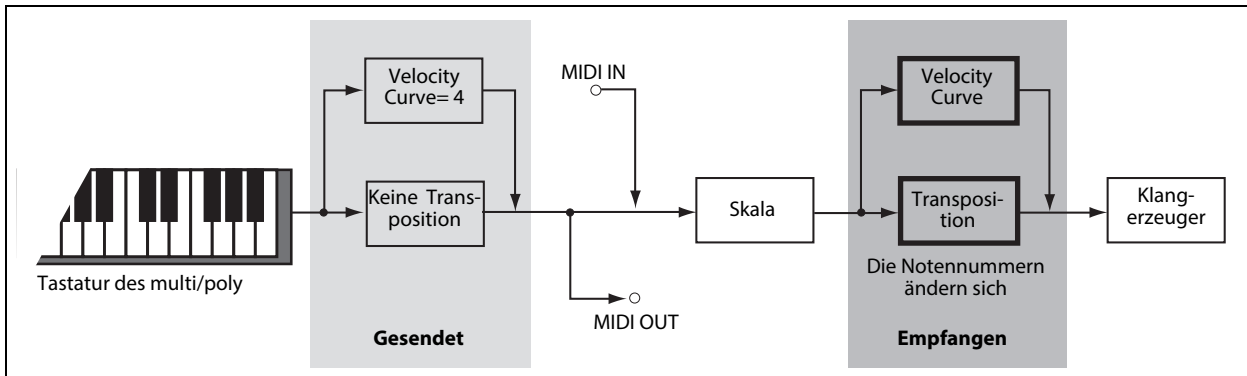 Velocity
Curve= 4
Keine Trans-
position
Tastatur des multi/poly
Gesendet
MIDI IN
MIDI OUT
Skala
Velocity
Curve
Transposi-
tion
Die Notennummern
ändern sich
Empfangen
Klang-
erzeuger